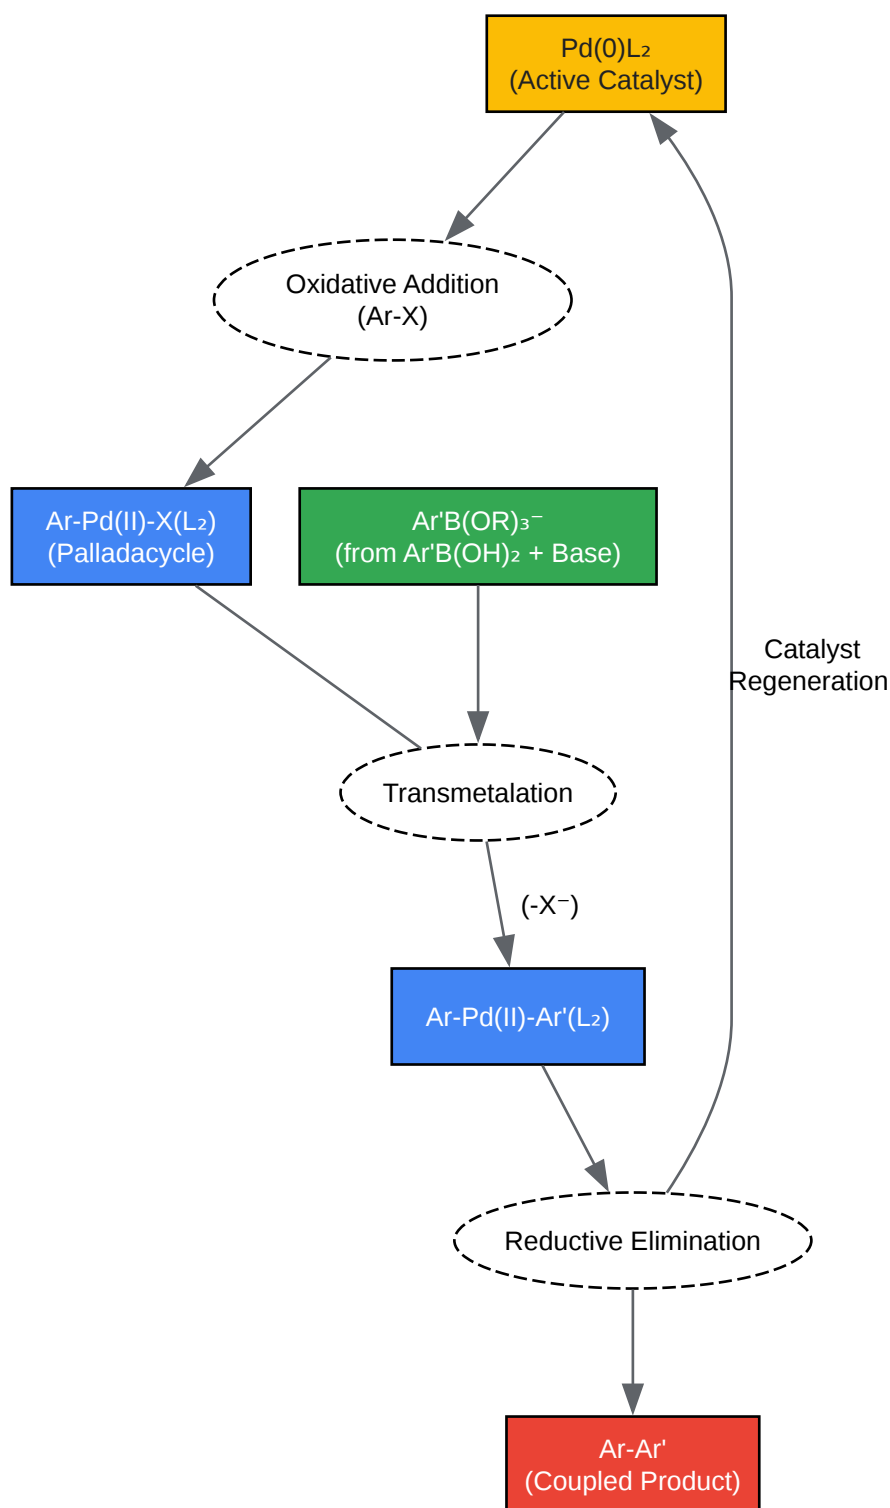 Pd(0)L₂
(Active Catalyst)
Oxidative Addition
(Ar-X)
Ar-Pd(II)-X(L₂)
(Palladacycle)
Ar'B(OR)₃⁻
(from Ar'B(OH)₂ + Base)
Catalyst
Regeneration
Transmetalation
(-X⁻)
Ar-Pd(II)-Ar'(L₂)
Reductive Elimination
Ar-Ar'
(Coupled Product)